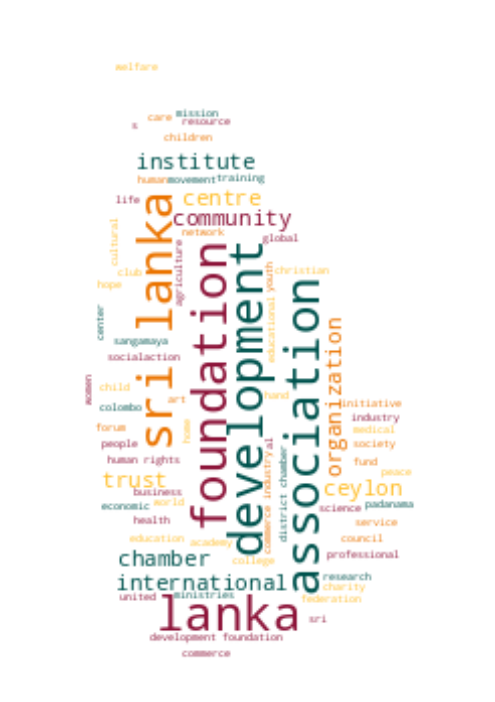 welfare
care
mission
s
resource
children
institute
human
movement
training
life
centre
sri lanka
community
network
cultural
agriculture
global
foundation
development
club
youth
christian
hope
association
center
educational
organization
sangamaya
socialaction
women
child
art
hand
initiative
colombo
industry
forum
home
medical
people
al
society
human rights
fund
peace
trust
commerce industry
district chamber
ceylon
business
economic
world
science
padanama
health
service
education
academy
council
chamber
college
professional
international
research
charity
united
ministries
federation
lanka
sri
development foundation
commerce